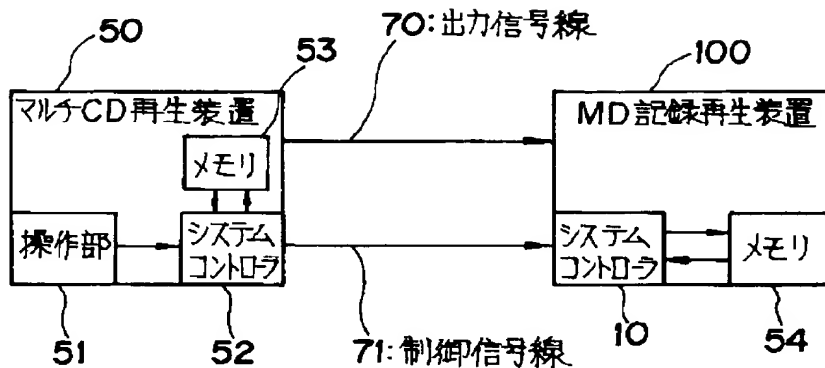 70:出力信号線
50
53
100
マルチCD再生装置
MD記録再生装置
メモリ
操作部
システム
コントローラ
システム
コントローラ
メモリ
51
52
71:制御信号線
10
54